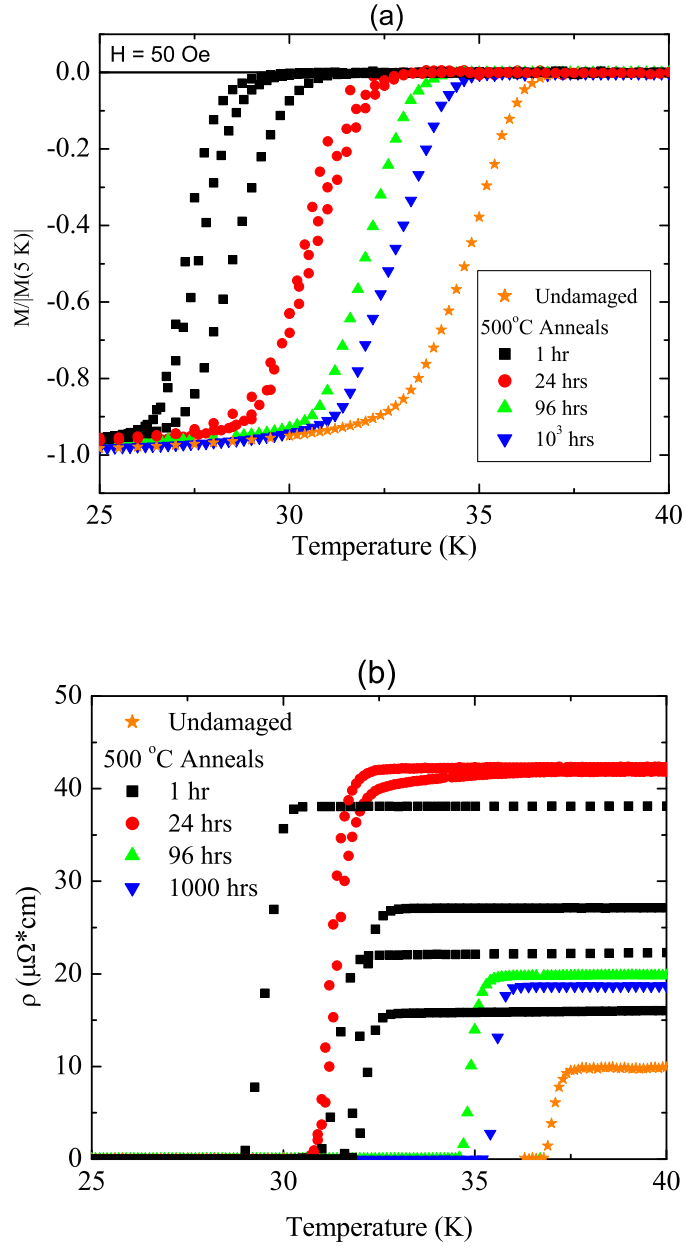 (a)
H = 50 Oe
0.0
-0.2
-0.4
-0.6
-0.8
-1.0
M/|M(5 K)|
Undamaged
500°C Anneals
1 hr
24 hrs
96 hrs
10³ hrs
25 30 35 40
Temperature (K)
(b)
50
40
30
20
10
0
ρ (μΩ*cm)
Undamaged
500 °C Anneals
1 hr
24 hrs
96 hrs
1000 hrs
25 30 35 40
Temperature (K)